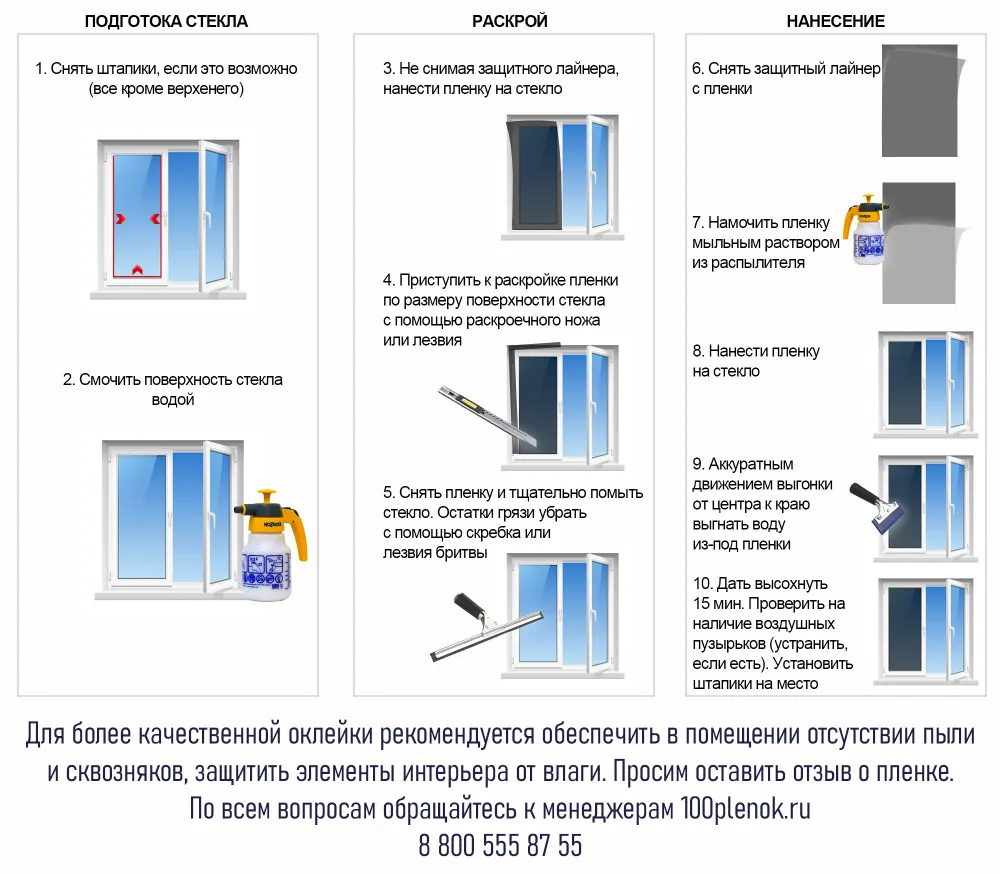 ПОДГОТОКА СТЕКЛА
1. Снять штапики, если это возможно
(все кроме верхенего)
2. Смочить поверхность стекла
водой
HOZELOCK
РАСКРОЙ
3. Не снимая защитного лайнера,
нанести пленку на стекло
4. Приступить к раскройке пленки
по размеру поверхности стекла
с помощью раскроечного ножа
или лезвия
5. Снять пленку и тщательно помыть
стекло. Остатки грязи убрать
с помощью скребка или
лезвия бритвы
НАНЕСЕНИЕ
6. Снять защитный лайнер
с пленки
7. Намочить пленку
мыльным раствором
из распылителя
8. Нанести пленку
на стекло
9. Аккуратным
движением выгонки
от центра к краю
выгнать воду
из-под пленки
10. Дать высохнуть
15 мин. Проверить на
наличие воздушных
пузырьков (устранить,
если есть). Установить
штапики на место
Для более качественной оклейки рекомендуется обеспечить в помещении отсутствии пыли
и сквозняков, защитить элементы интерьера от влаги. Просим оставить отзыв о пленке.
По всем вопросам обращайтесь к менеджерам 100plenok.ru
8 800 555 87 55